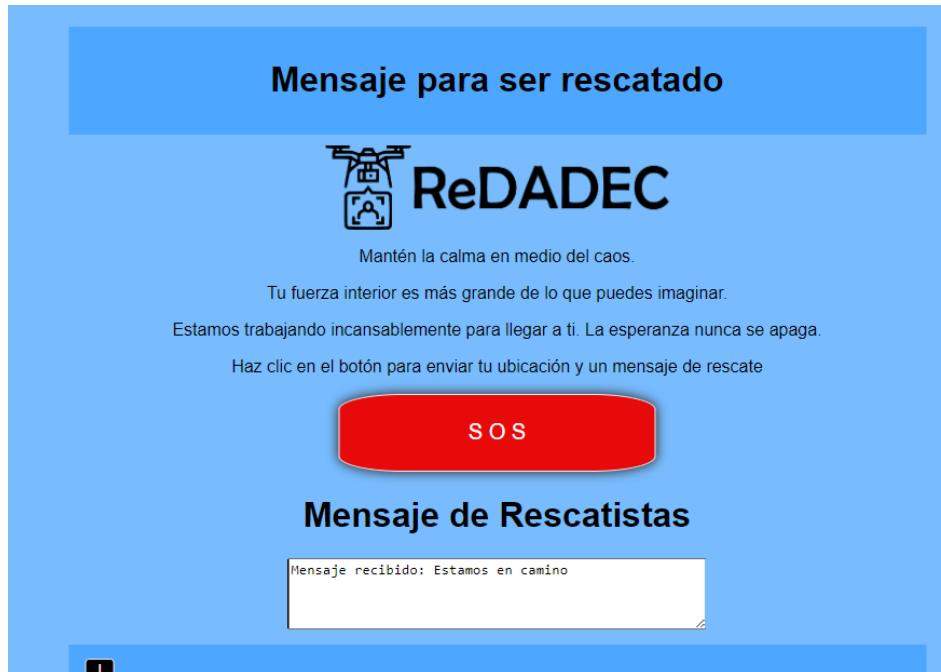 Mensaje para ser rescatado
ReDADEC
Mantén la calma en medio del caos.
Tu fuerza interior es más grande de lo que puedes imaginar.
Estamos trabajando incansablemente para llegar a ti. La esperanza nunca se apaga.
Haz clic en el botón para enviar tu ubicación y un mensaje de rescate
S O S
Mensaje de Rescatistas
Mensaje recibido: Estamos en camino